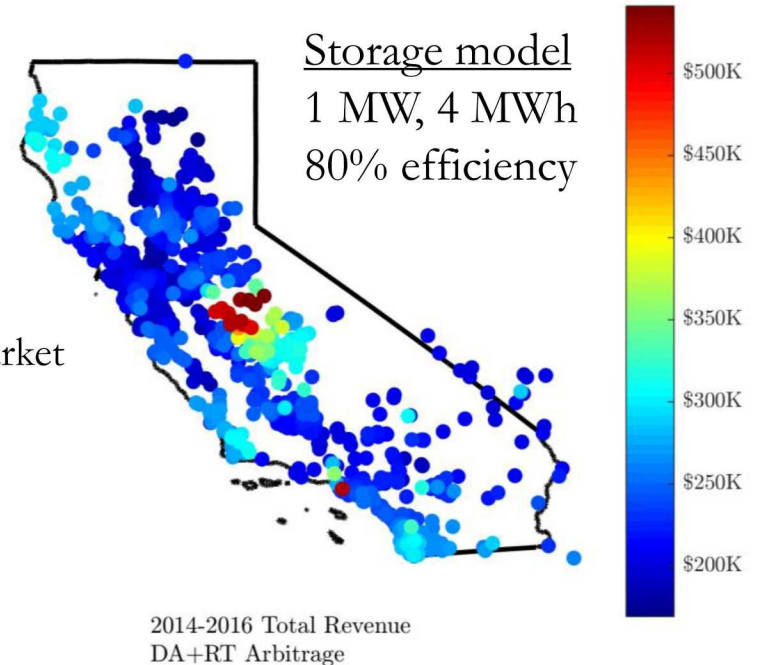 Storage model
1 MW, 4 MWh
80% efficiency
$500K
$450K
$400K
$350K
$300K
$250K
$200K
2014-2016 Total Revenue
DA+RT Arbitrage